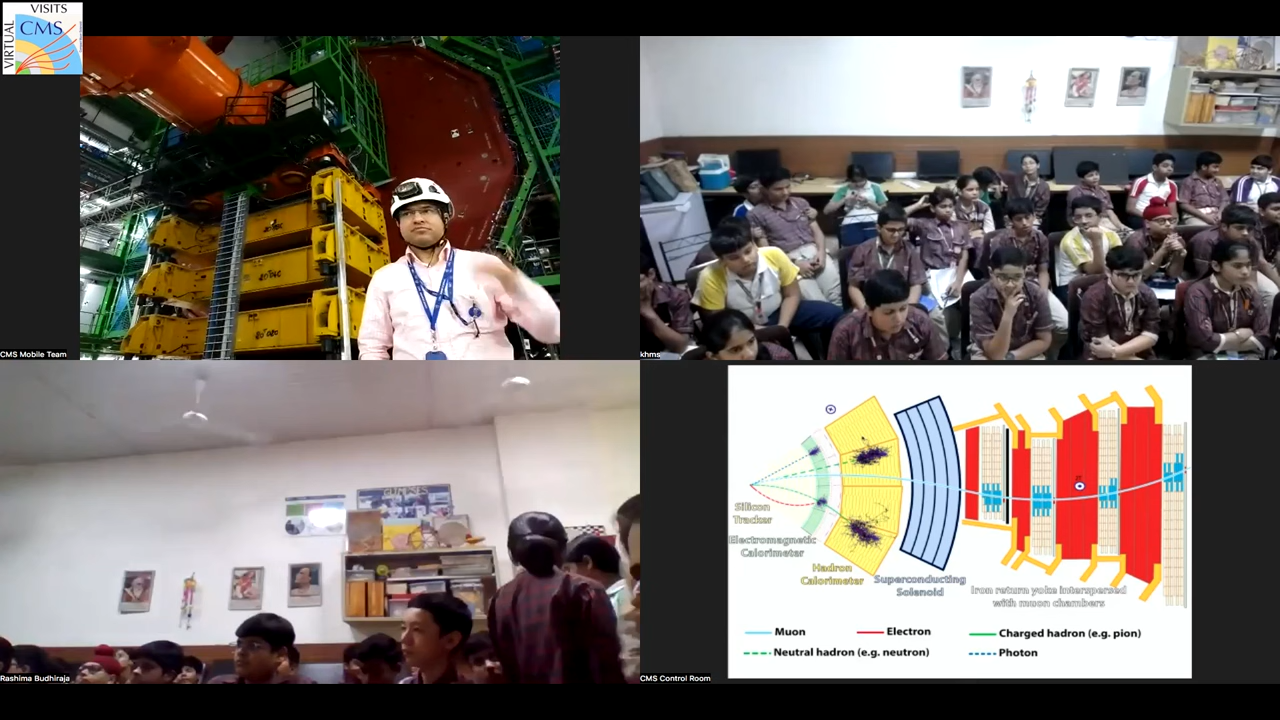 VISITS
VIRTUAL
CMS
CMS Mobile Team
khms
GLIMPSES
Rashima Budhiraja
CMS Control Room
Silicon
Tracker
Electromagnetic
Calorimeter
Hadron
Calorimeter
Superconducting
Solenoid
Iron return yoke interspersed
with muon chambers
Muon
Electron
Charged hadron (e.g. pion)
Neutral hadron (e.g. neutron)
Photon